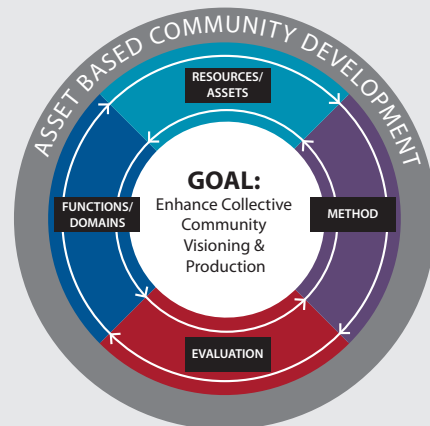 ASSET BASED COMMUNITY DEVELOPMENT
RESOURCES/
ASSETS
GOAL:
Enhance Collective
Community
Visioning &
Production
FUNCTIONS/
DOMAINS
METHOD
EVALUATION